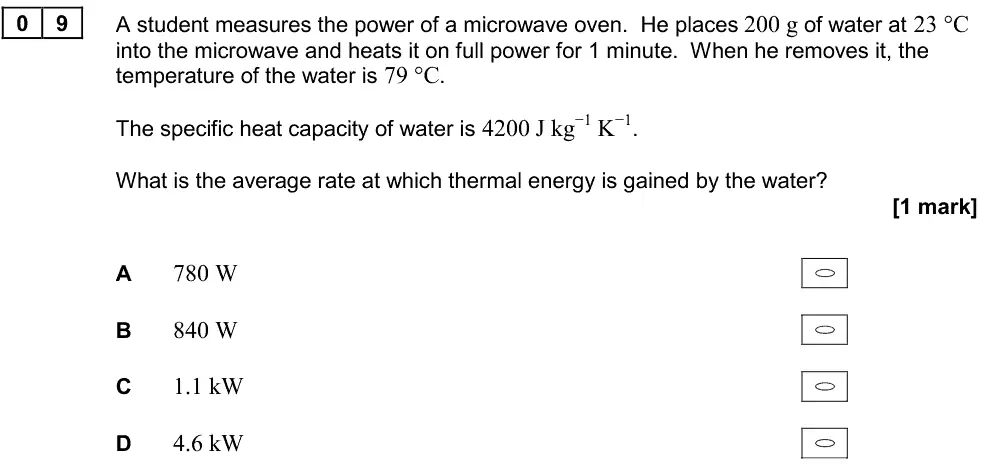 0 9 A student measures the power of a microwave oven. He places 200 g of water at 23 °C
into the microwave and heats it on full power for 1 minute. When he removes it, the
temperature of the water is 79 °C.
The specific heat capacity of water is 4200 J kg⁻¹ K⁻¹.
What is the average rate at which thermal energy is gained by the water?
[1 mark]
A 780 W
B 840 W
C 1.1 kW
D 4.6 kW